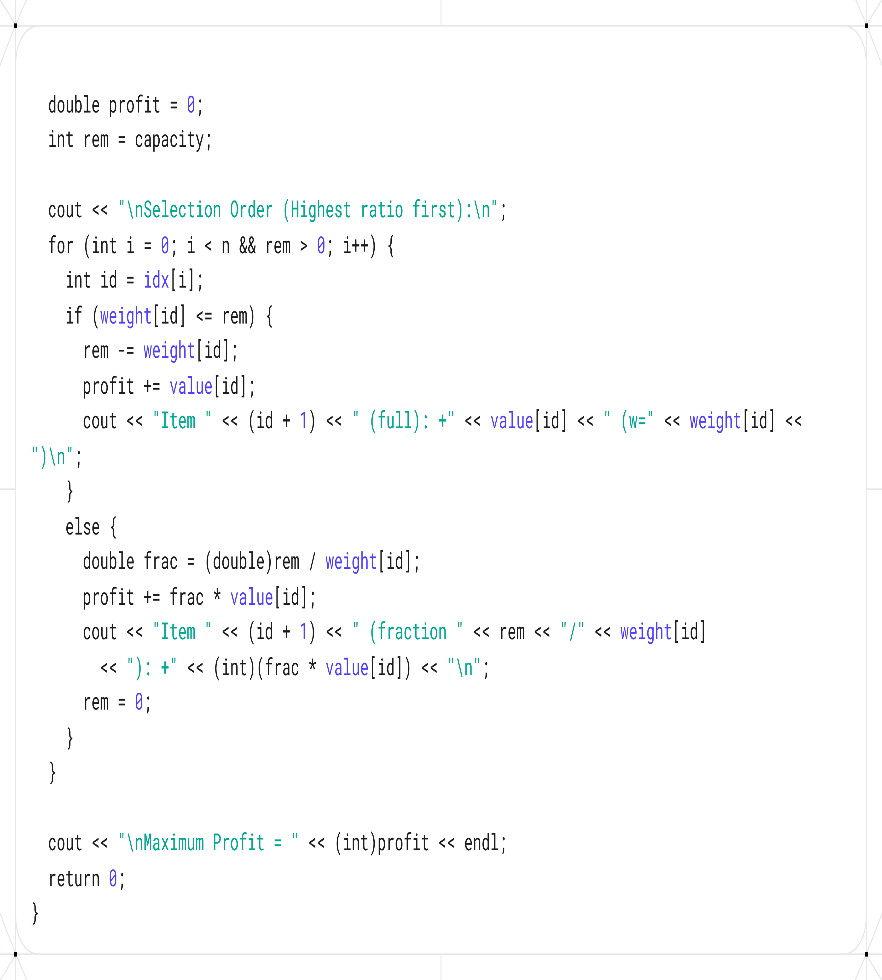 double profit = 0;
int rem = capacity;
cout << "\nSelection Order (Highest ratio first):\n";
for (int i = 0; i < n && rem > 0; i++) {
int id = idx[i];
if (weight[id] <= rem) {
rem -= weight[id];
profit += value[id];
cout << "Item " << (id + 1) << " (full): +" << value[id] << " (w=" << weight[id] <<
")\n";
}
else {
double frac = (double)rem / weight[id];
profit += frac * value[id];
cout << "Item " << (id + 1) << " (fraction " << rem << "/" << weight[id]
<< "): +" << (int)(frac * value[id]) << "\n";
rem = 0;
}
}
cout << "\nMaximum Profit = " << (int)profit << endl;
return 0;
}